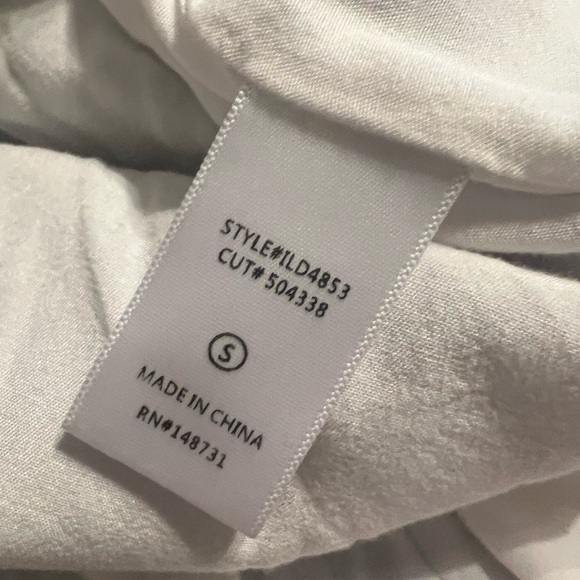 STYLE#ILD4853
CUT# 504338
S
MADE IN CHINA
RN#148731